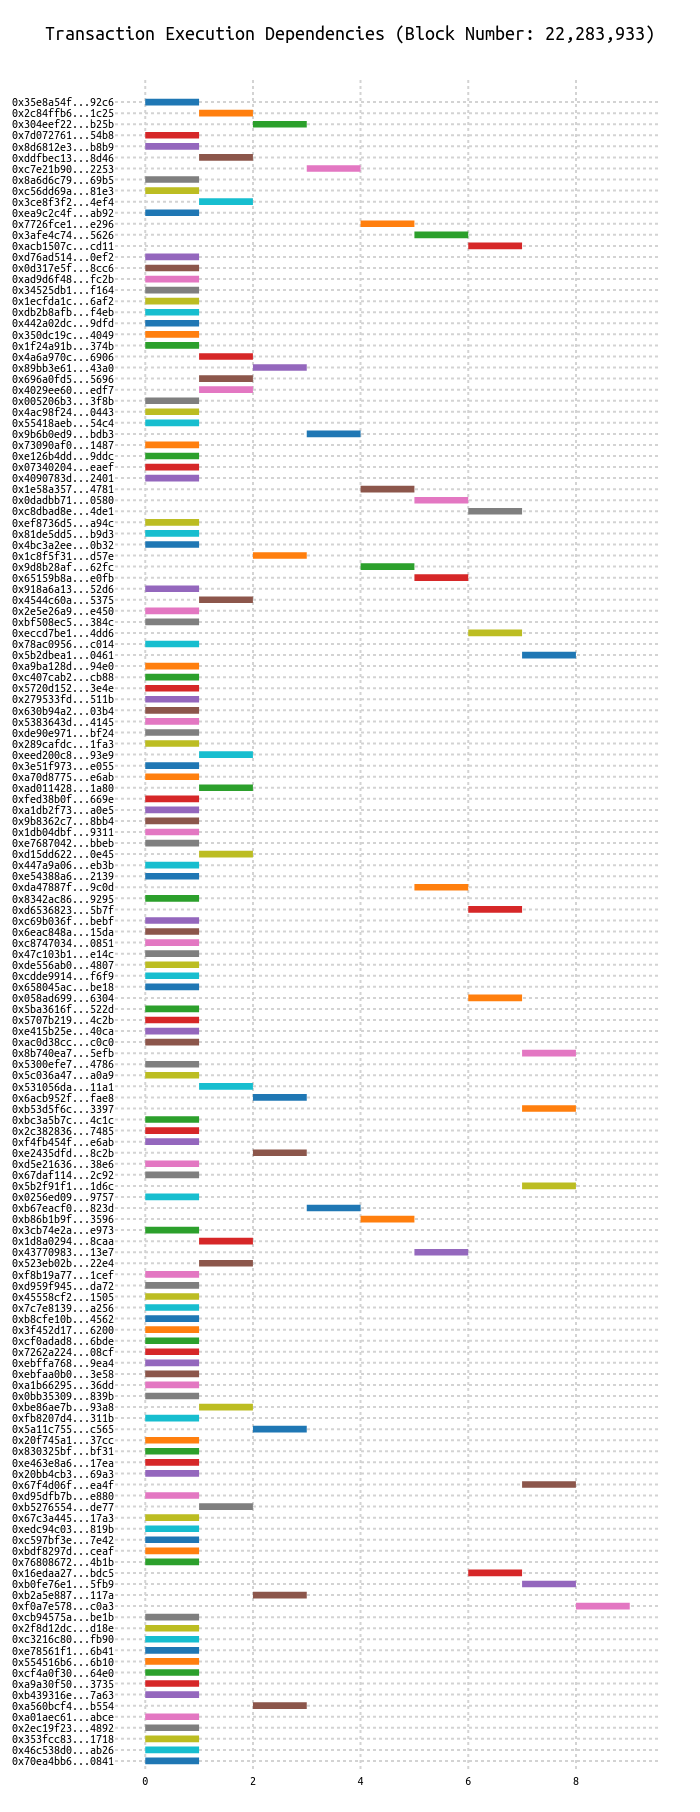 Transaction Execution Dependencies (Block Number: 22,283,933)
0x35e8a54f...92c6
0x2c84ffb6...1c25
0x304eef22...b25b
0x7d072761...54b8
0x8d6812e3...b8b9
0xddfbec13...8d46
0xc7e21b90...2253
0x8a6d6c79...69b5
0xc56dd69a...81e3
0x3ce8f3f2...4ef4
0xea9c2c4f...ab92
0x7726fce1...e296
0x3afe4c74...5626
0xacb1507c...cd11
0xd76ad514...0ef2
0x0d317e5f...8cc6
0xad9d6f48...fc2b
0x34525db1...f164
0x1ecfda1c...6af2
0xdb2b8afb...f4eb
0x442a02dc...9dfd
0x350dc19c...4049
0x1f24a91b...374b
0x4a6a970c...6906
0x89bb3e61...43a0
0x696a0fd5...5696
0x4029ee60...edf7
0x005206b3...3f8b
0x4ac98f24...0443
0x55418aeb...54c4
0x9b6b0ed9...bdb3
0x73090af0...1487
0xe126b4dd...9ddc
0x07340204...eaef
0x4090783d...2401
0x1e58a357...4781
0x0dadbb71...0580
0xc8dbad8e...4de1
0xef8736d5...a94c
0x81de5dd5...b9d3
0x4bc3a2ee...0b32
0x1c8f5f31...d57e
0x9d8b28af...62fc
0x65159b8a...e0fb
0x918a6a13...52d6
0x4544c60a...5375
0x2e5e26a9...e450
0xbf508ec5...384c
0xeccd7be1...4dd6
0x78ac0956...c014
0x5b2dbea1...0461
0xa9ba128d...94e0
0xc407cab2...cb88
0x5720d152...3e4e
0x279533fd...511b
0x630b94a2...03b4
0x5383643d...4145
0xde90e971...bf24
0x289cafdc...1fa3
0xeed200c8...93e9
0x3e51f973...e055
0xa70d8775...e6ab
0xad011428...1a80
0xfed38b0f...669e
0xa1db2f73...a0e5
0x9b8362c7...8bb4
0x1db04dbf...9311
0xe7687042...bbeb
0xd15dd622...0e45
0x447a9a06...eb3b
0xe54388a6...2139
0xda47887f...9c0d
0x8342ac86...9295
0xd6536823...5b7f
0xc69b036f...bebf
0x6eac848a...15da
0xc8747034...0851
0x47c103b1...e14c
0xde556ab0...4807
0xcdde9914...f6f9
0x658045ac...be18
0x058ad699...6304
0x5ba3616f...522d
0x5707b219...4c2b
0xe415b25e...40ca
0xac0d38cc...c0c0
0x8b740ea7...5efb
0x5300efe7...4786
0x5c036a47...a0a9
0x531056da...11a1
0x6acb952f...fae8
0xb53d5f6c...3397
0xbc3a5b7c...4c1c
0x2c382836...7485
0xf4fb454f...e6ab
0xe2435dfd...8c2b
0xd5e21636...38e6
0x67daf114...2c92
0x5b2f91f1...1d6c
0x0256ed09...9757
0xb67eacf0...823d
0xb86b1b9f...3596
0x3cb74e2a...e973
0x1d8a0294...8caa
0x43770983...13e7
0x523eb02b...22e4
0xf8b19a77...1cef
0xd959f945...da72
0x45558cf2...1505
0x7c7e8139...a256
0xb8cfe10b...4562
0x3f452d17...6200
0xcf0adad8...6bde
0x7262a224...08cf
0xebffa768...9ea4
0xebfaa0b0...3e58
0xa1b66295...36dd
0x0bb35309...839b
0xbe86ae7b...93a8
0xfb8207d4...311b
0x5a11c755...c565
0x20f745a1...37cc
0x830325bf...bf31
0xe463e8a6...17ea
0x20bb4cb3...69a3
0x67f4d06f...ea4f
0xd95dfb7b...e880
0xb5276554...de77
0x67c3a445...17a3
0xedc94c03...819b
0xc597bf3e...7e42
0xbdf8297d...ceaf
0x76808672...4b1b
0x16edaa27...bdc5
0xb0fe76e1...5fb9
0xb2a5e887...117a
0xf0a7e578...c0a3
0xcb94575a...be1b
0x2f8d12dc...d18e
0xc3216c80...fb90
0xe78561f1...6b41
0x554516b6...6b10
0xcf4a0f30...64e0
0xa9a30f50...3735
0xb439316e...7a63
0xa560bcf4...b554
0xa01aec61...abce
0x2ec19f23...4892
0x353fcc83...1718
0x46c538d0...ab26
0x70ea4bb6...0841
0 2 4 6 8